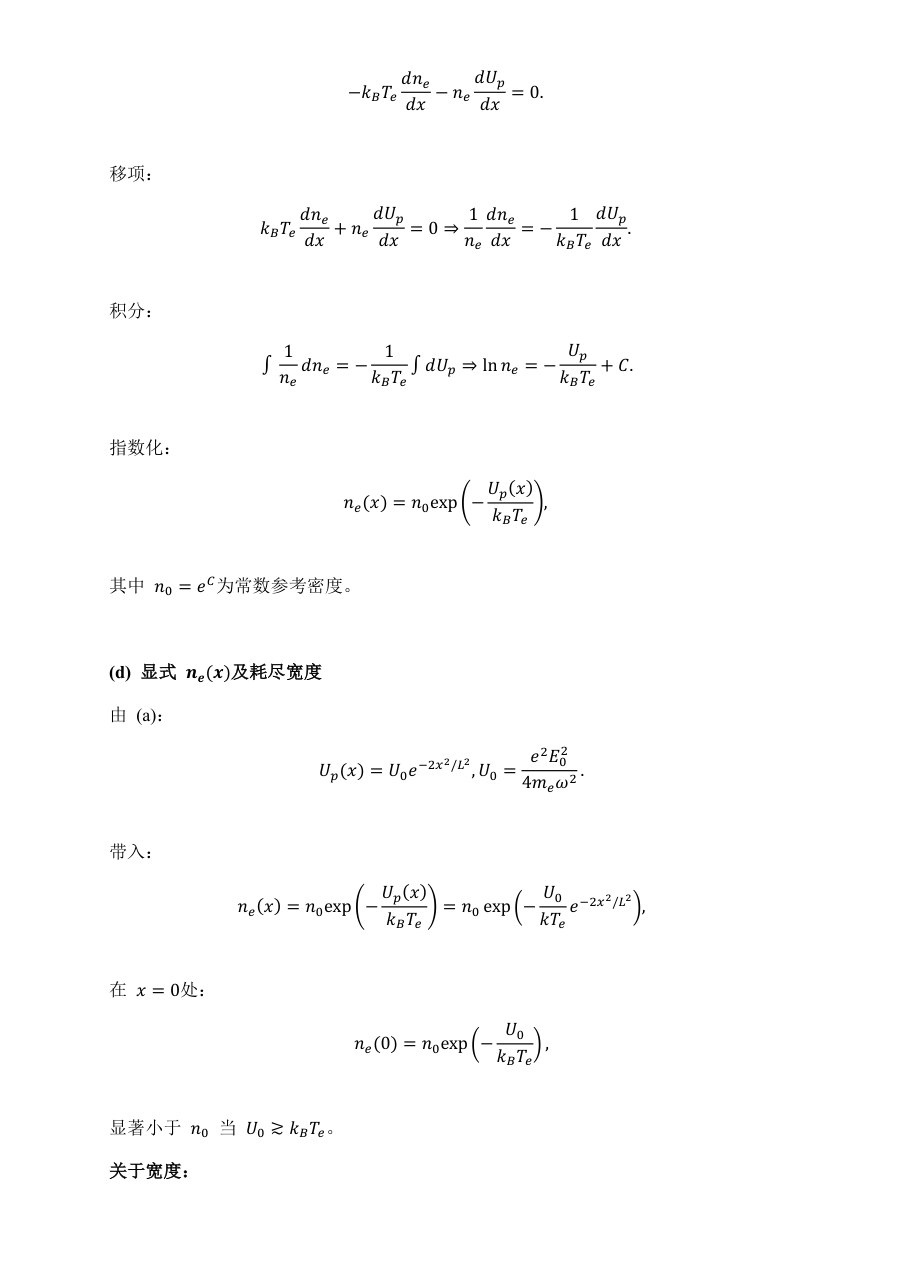 $-k_B T_e \frac{dn_e}{dx} - n_e \frac{dU_p}{dx} = 0.$
移项：
$k_B T_e \frac{dn_e}{dx} + n_e \frac{dU_p}{dx} = 0 \Rightarrow \frac{1}{n_e} \frac{dn_e}{dx} = -\frac{1}{k_B T_e} \frac{dU_p}{dx}.$
积分：
$\int \frac{1}{n_e} dn_e = -\frac{1}{k_B T_e} \int dU_p \Rightarrow \ln n_e = -\frac{U_p}{k_B T_e} + C.$
指数化：
$n_e(x) = n_0 \exp\left(-\frac{U_p(x)}{k_B T_e}\right),$
其中 $n_0 = e^C$为常数参考密度。
(d) 显式 $n_e(x)$及耗尽宽度
由 (a)：
$U_p(x) = U_0 e^{-2x^2/L^2}, U_0 = \frac{e^2 E_0^2}{4 m_e \omega^2}.$
带入：
$n_e(x) = n_0 \exp\left(-\frac{U_p(x)}{k_B T_e}\right) = n_0 \exp\left(-\frac{U_0}{k T_e} e^{-2x^2/L^2}\right),$
在 $x = 0$处：
$n_e(0) = n_0 \exp\left(-\frac{U_0}{k_B T_e}\right),$
显著小于 $n_0$ 当 $U_0 \gtrsim k_B T_e$。
关于宽度：